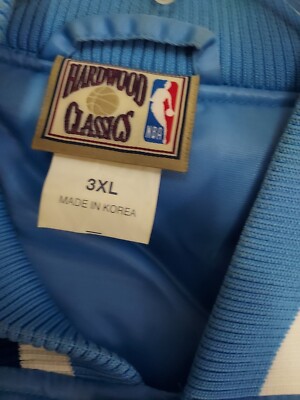 HARDWOOD
CLASSICS
NBA
3XL
MADE IN KOREA